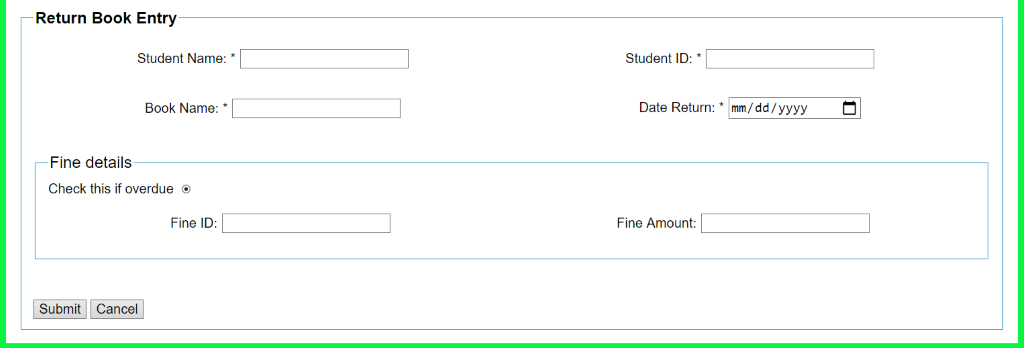 Return Book Entry
Student Name: * Student ID: *
Book Name: * Date Return: * mm/dd/yyyy
Fine details
Check this if overdue
Fine ID: Fine Amount:
Submit Cancel